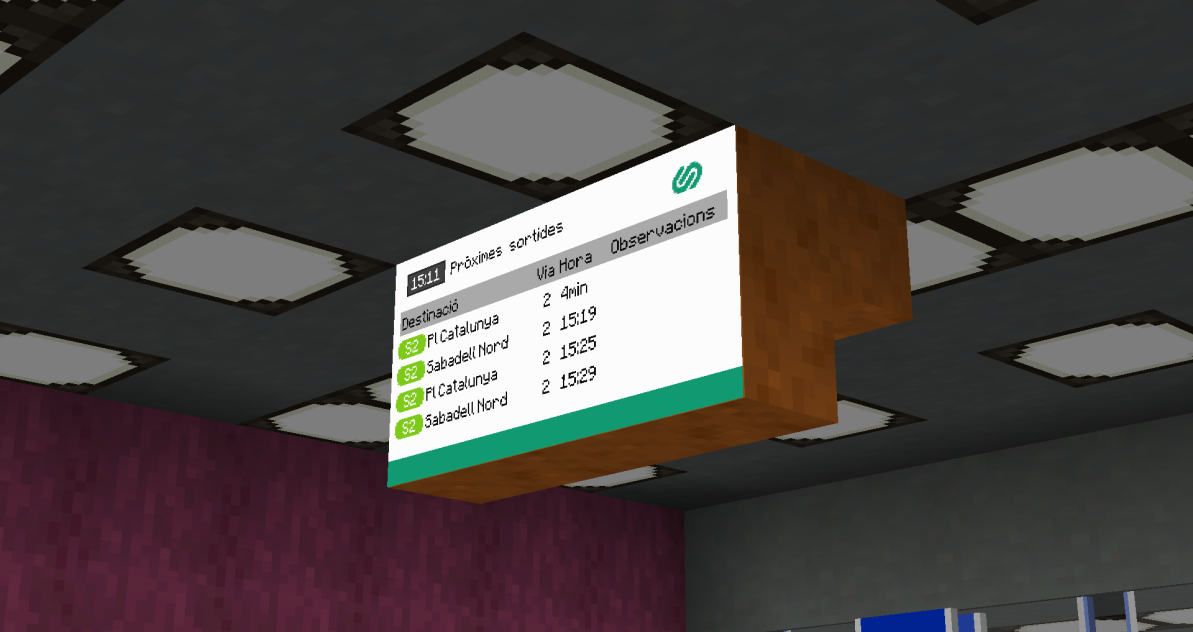 15:11 Pròximes sortides
Destinació Via Hora Observacions
S2 Pl Catalunya 2 4min
S2 Sabadell Nord 2 15:19
S2 Pl Catalunya 2 15:25
S2 Sabadell Nord 2 15:29